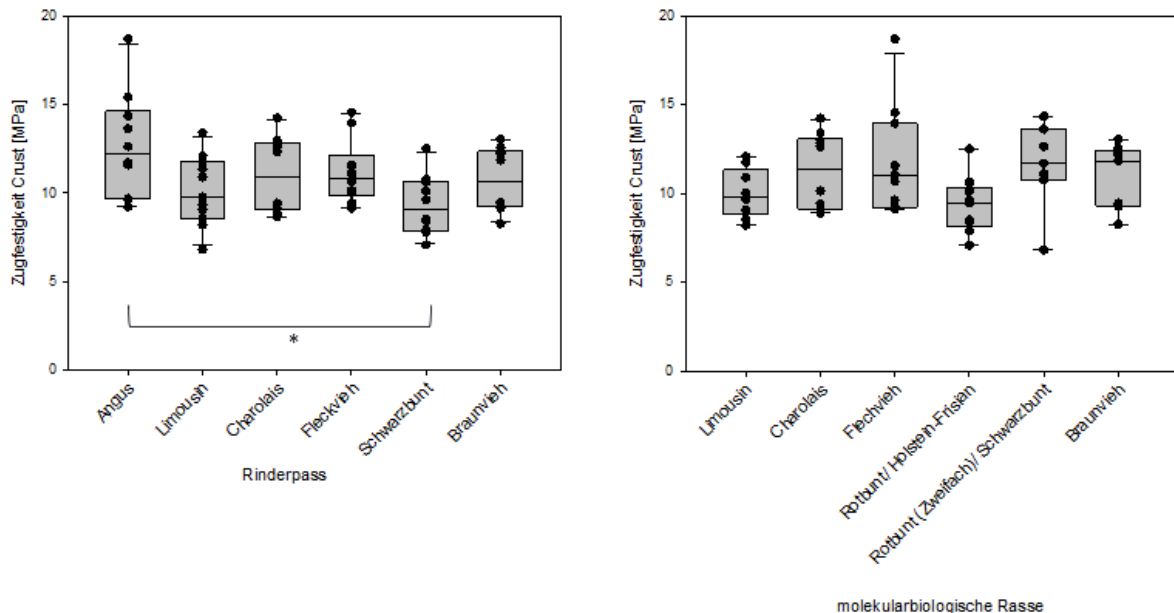 Zugfestigkeit Crust [MPa]
20
15
10
5
0
*
Angus
Limousin
Charolais
Fleckvieh
Schwarzbunt
Braunvieh
Rinderpass
Zugfestigkeit Crust [MPa]
20
15
10
5
0
Limousin
Charolais
Flechvieh
Rotbunt/ Holstein-Frisian
Rotbunt (Zweifach)/ Schwarzbunt
Braunvieh
molekularbiologische Rasse